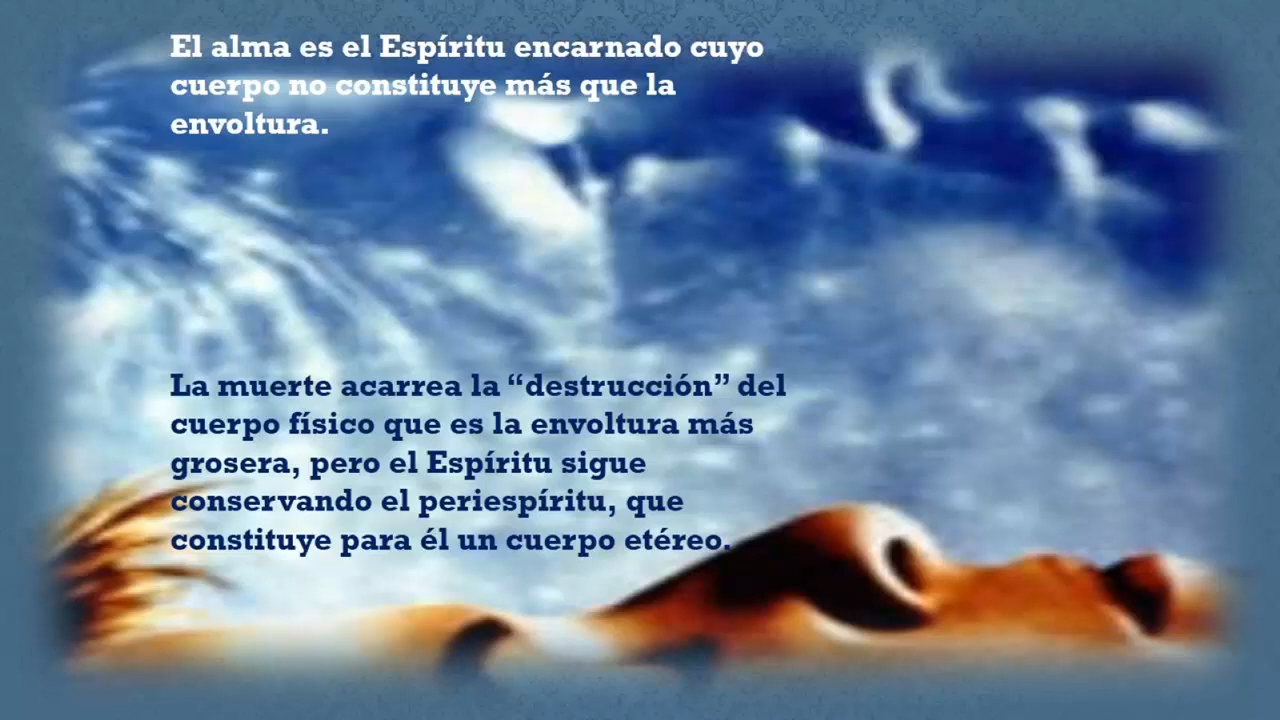 El alma es el Espíritu encarnado cuyo
cuerpo no constituye más que la
envoltura.
La muerte acarrea la “destrucción” del
cuerpo físico que es la envoltura más
grosera, pero el Espíritu sigue
conservando el periespíritu, que
constituye para él un cuerpo etéreo.